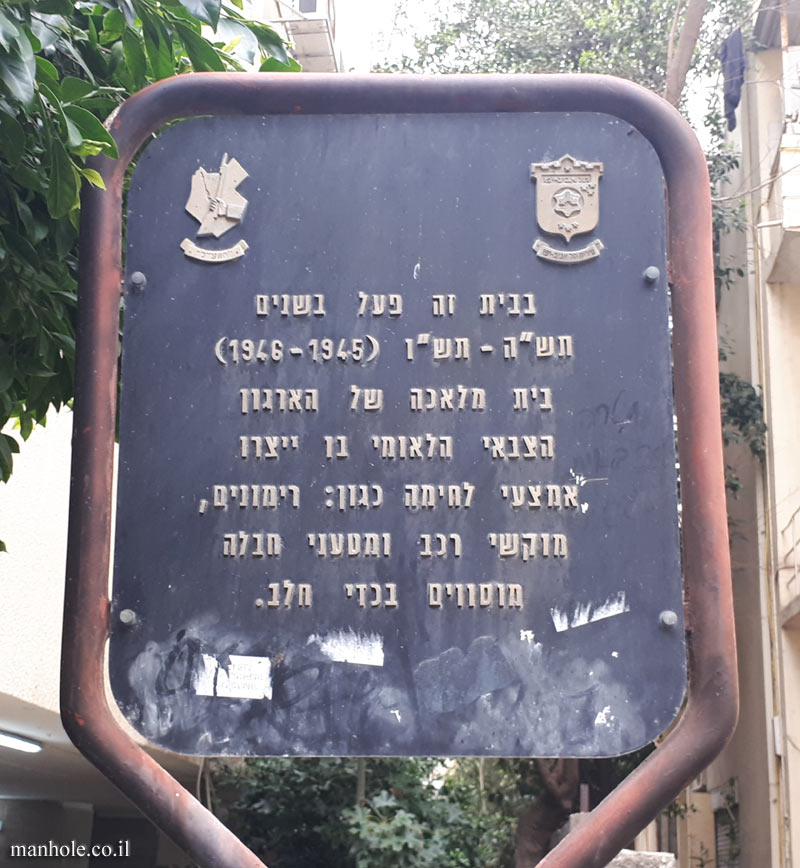 בבית זה פעל בשנים
תש"ה - תש"ו (1945-1946)
בית מלאכה של הארגון
הצבאי הלאומי בו ייצרו
אמצעי לחימה כגון: רימונים,
מוקשי רכב ומטעני חבלה
מוסווים בכדי חלב.
manhole.co.il